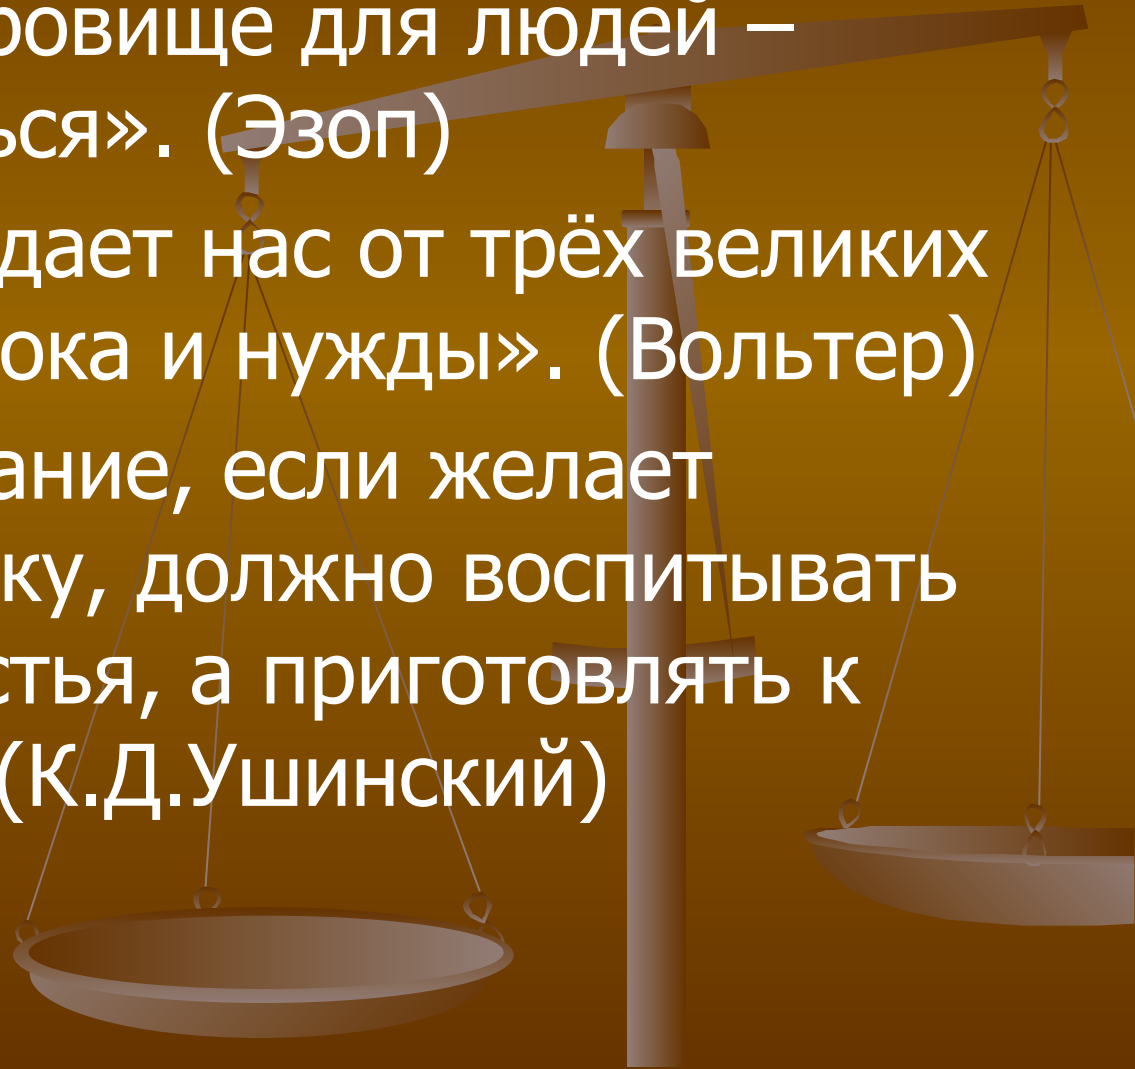 ровище для людей –
ься». (Эзоп)
дает нас от трёх великих
ока и нужды». (Вольтер)
ание, если желает
ку, должно воспитывать
стья, а приготовлять к
(К.Д.Ушинский)